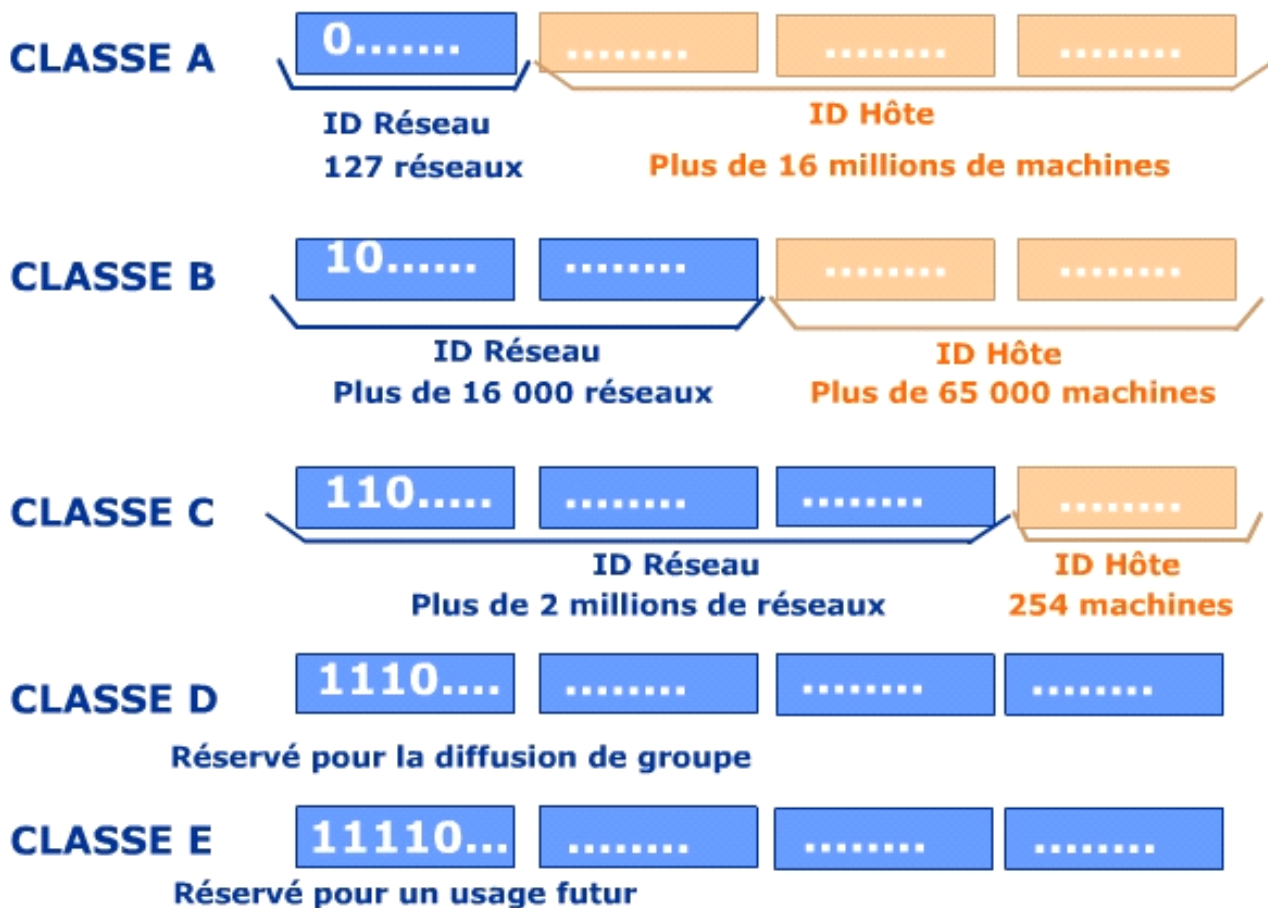 CLASSE A 0....... ........ ........ ........
ID Réseau ID Hôte
127 réseaux Plus de 16 millions de machines
CLASSE B 10...... ........ ........ ........
ID Réseau ID Hôte
Plus de 16 000 réseaux Plus de 65 000 machines
CLASSE C 110..... ........ ........ ........
ID Réseau ID Hôte
Plus de 2 millions de réseaux 254 machines
CLASSE D 1110.... ........ ........ ........
Réservé pour la diffusion de groupe
CLASSE E 11110... ........ ........ ........
Réservé pour un usage futur